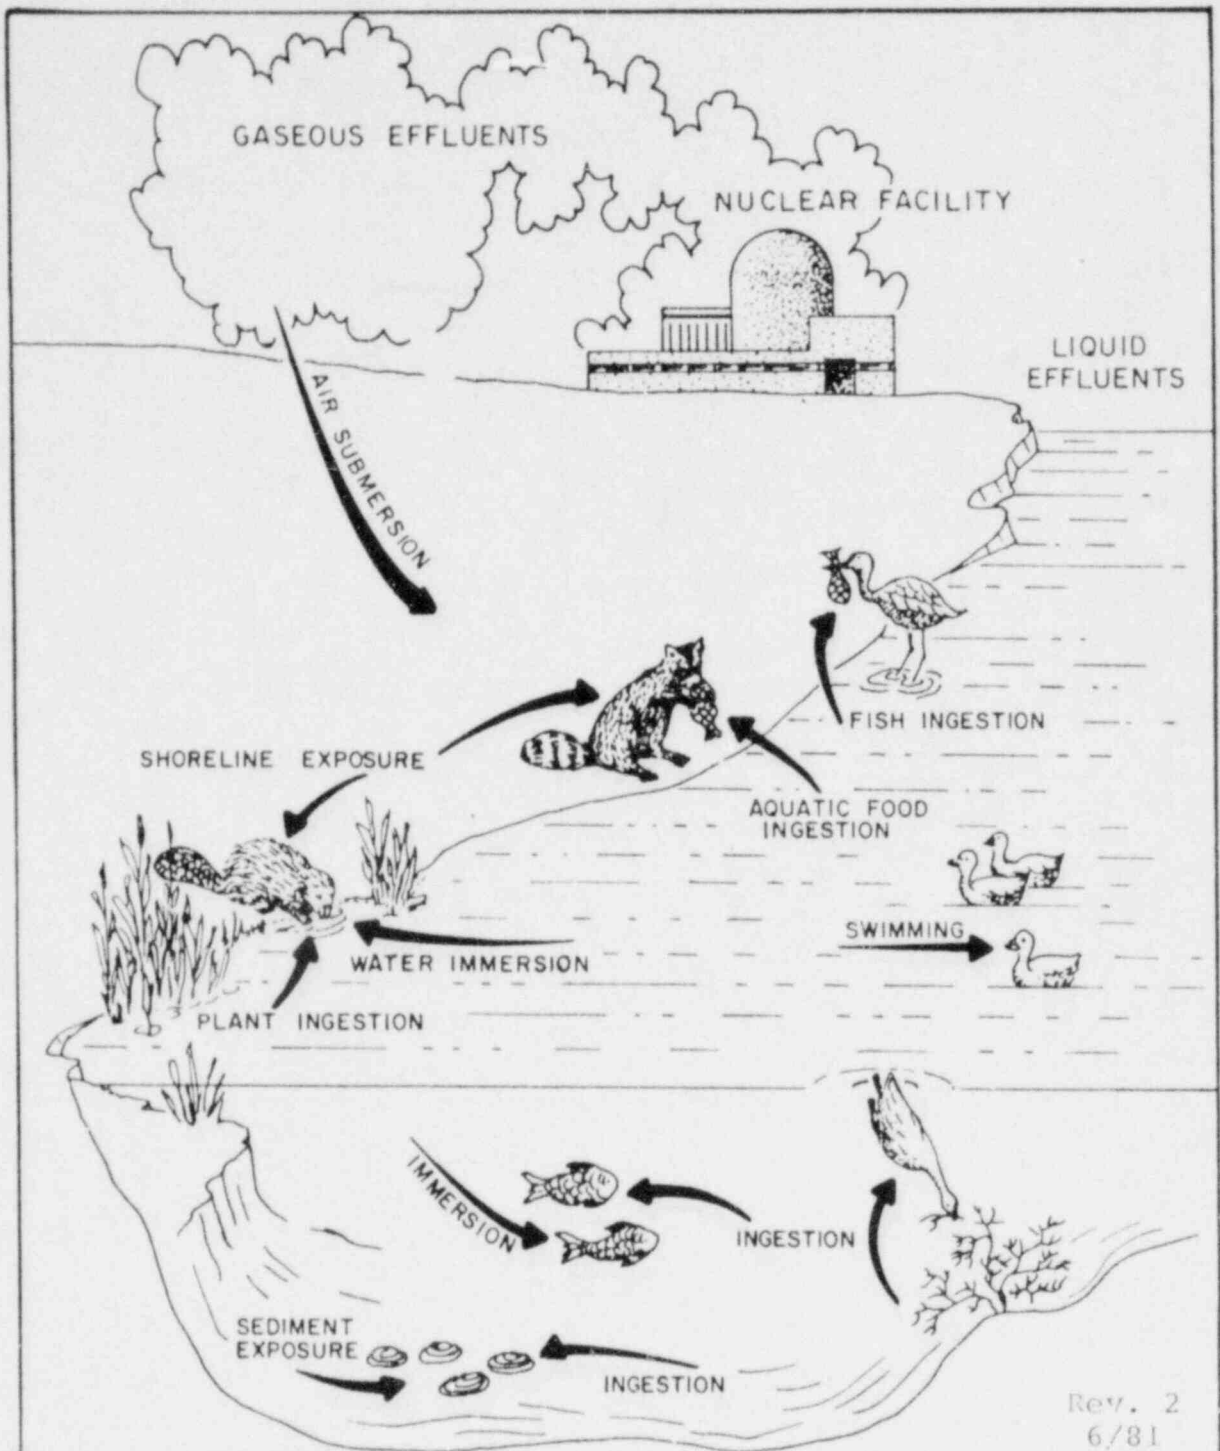 GASEOUS EFFLUENTS
NUCLEAR FACILITY
LIQUID
EFFLUENTS
AIR SUBMERSION
FISH INGESTION
SHORELINE EXPOSURE
AQUATIC FOOD
INGESTION
SWIMMING
WATER IMMERSION
PLANT INGESTION
IMMERSION
INGESTION
SEDIMENT
EXPOSURE
INGESTION
Rev. 2
6/81